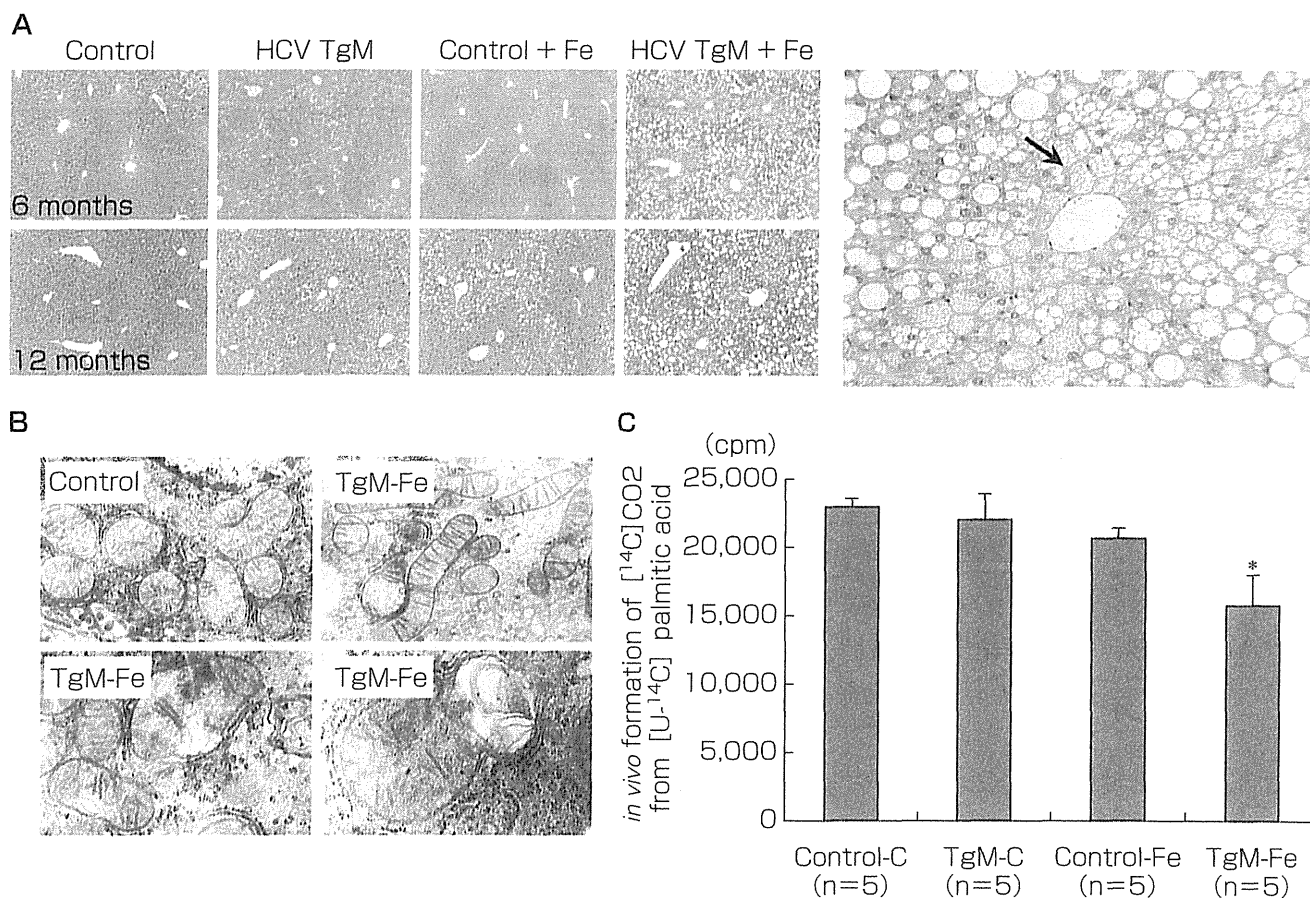 A
Control
HCV TgM
Control + Fe
HCV TgM + Fe
6 months
12 months
B
Control
TgM-Fe
TgM-Fe
TgM-Fe
C
(cpm)
in vivo formation of [¹⁴C]CO2
from [U-¹⁴C] palmitic acid
25,000
20,000
15,000
10,000
5,000
0
*
Control-C
(n=5)
TgM-C
(n=5)
Control-Fe
(n=5)
TgM-Fe
(n=5)